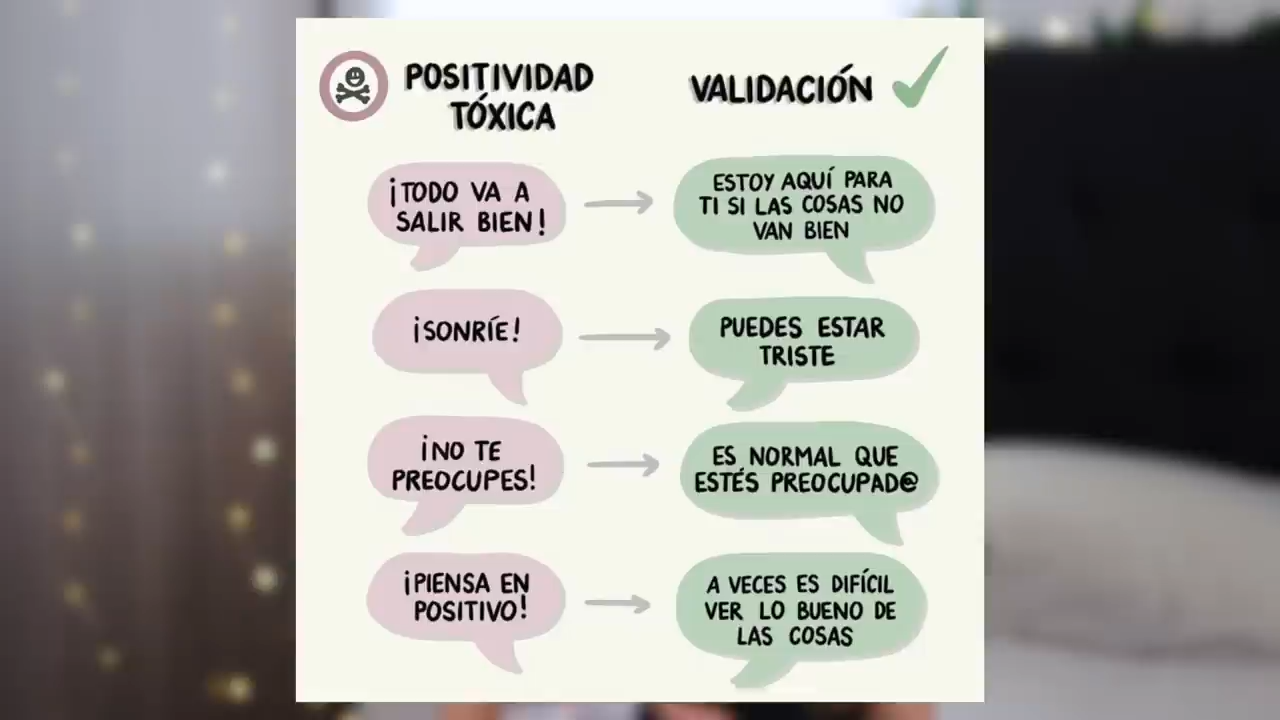 POSITIVIDAD
TÓXICA
VALIDACIÓN
¡TODO VA A
SALIR BIEN!
ESTOY AQUÍ PARA
TI SI LAS COSAS NO
VAN BIEN
¡SONRÍE!
PUEDES ESTAR
TRISTE
¡NO TE
PREOCUPES!
ES NORMAL QUE
ESTÉS PREOCUPAD@
¡PIENSA EN
POSITIVO!
A VECES ES DIFÍCIL
VER LO BUENO DE
LAS COSAS